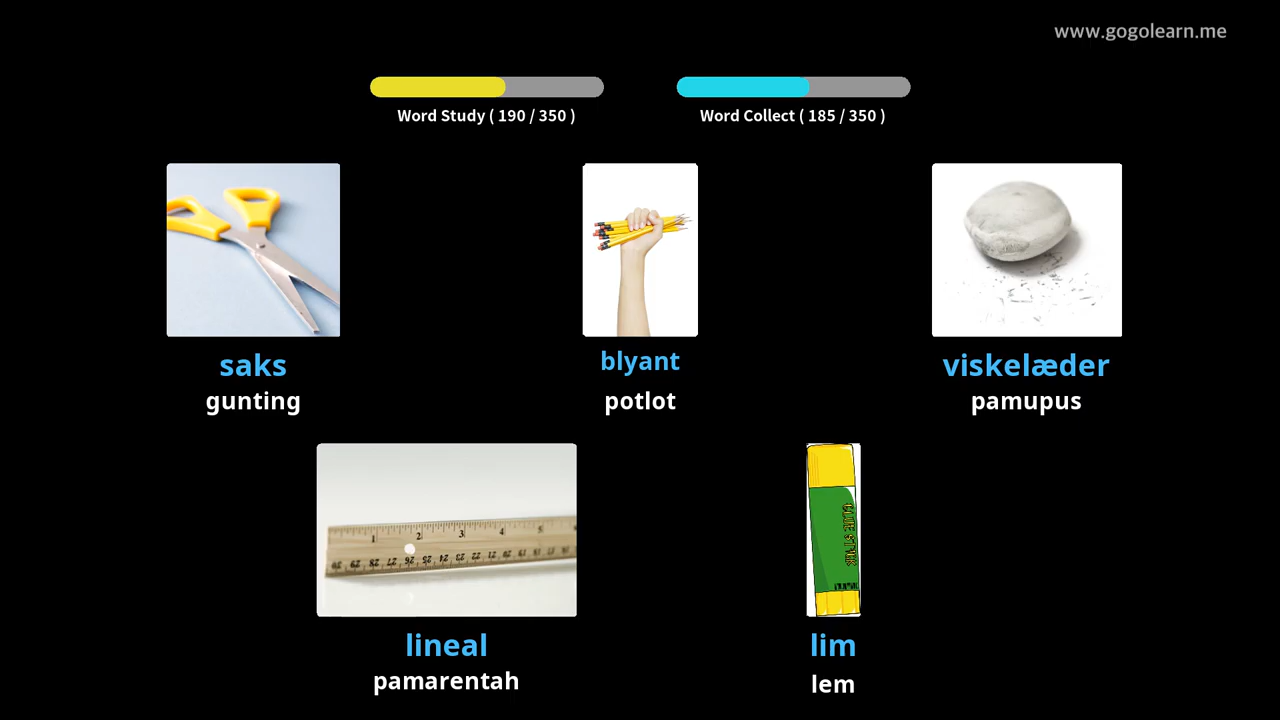 www.gogolearn.me
Word Study ( 190 / 350 )
Word Collect ( 185 / 350 )
saks
gunting
blyant
potlot
viskelæder
pamupus
lineal
pamarentah
lim
lem